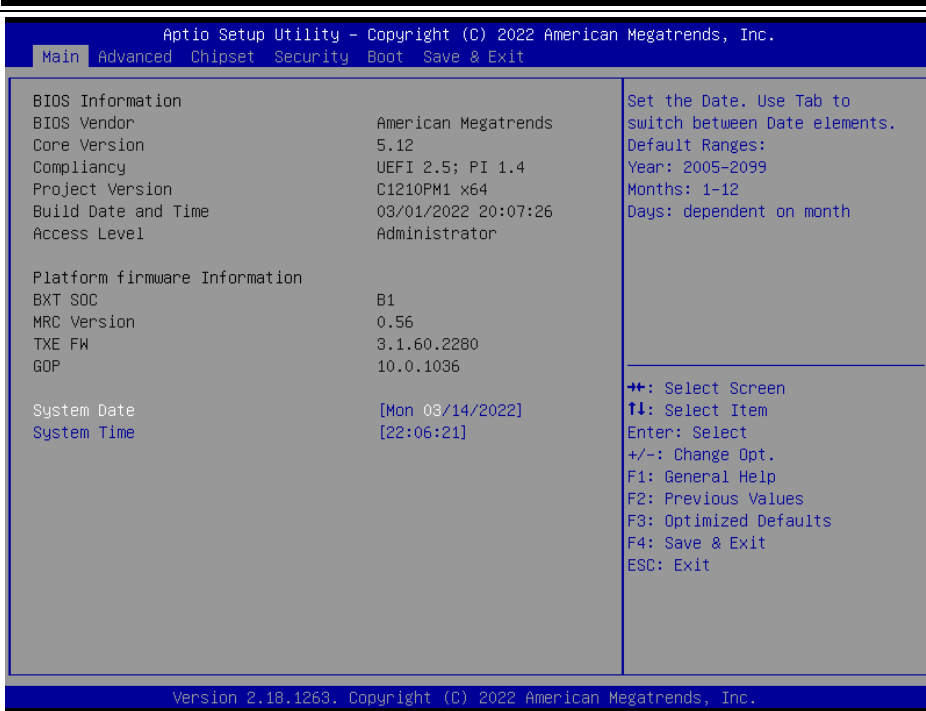 Aptio Setup Utility – Copyright (C) 2022 American Megatrends, Inc.
Main Advanced Chipset Security Boot Save & Exit
BIOS Information
BIOS Vendor American Megatrends
Core Version 5.12
Compliancy UEFI 2.5; PI 1.4
Project Version C1210PM1 x64
Build Date and Time 03/01/2022 20:07:26
Access Level Administrator
Platform firmware Information
BXT SOC B1
MRC Version 0.56
TXE FW 3.1.60.2280
GOP 10.0.1036
System Date [Mon 03/14/2022]
System Time [22:06:21]
Set the Date. Use Tab to
switch between Date elements.
Default Ranges:
Year: 2005-2099
Months: 1-12
Days: dependent on month
→←: Select Screen
↑↓: Select Item
Enter: Select
+/-: Change Opt.
F1: General Help
F2: Previous Values
F3: Optimized Defaults
F4: Save & Exit
ESC: Exit
Version 2.18.1263. Copyright (C) 2022 American Megatrends, Inc.